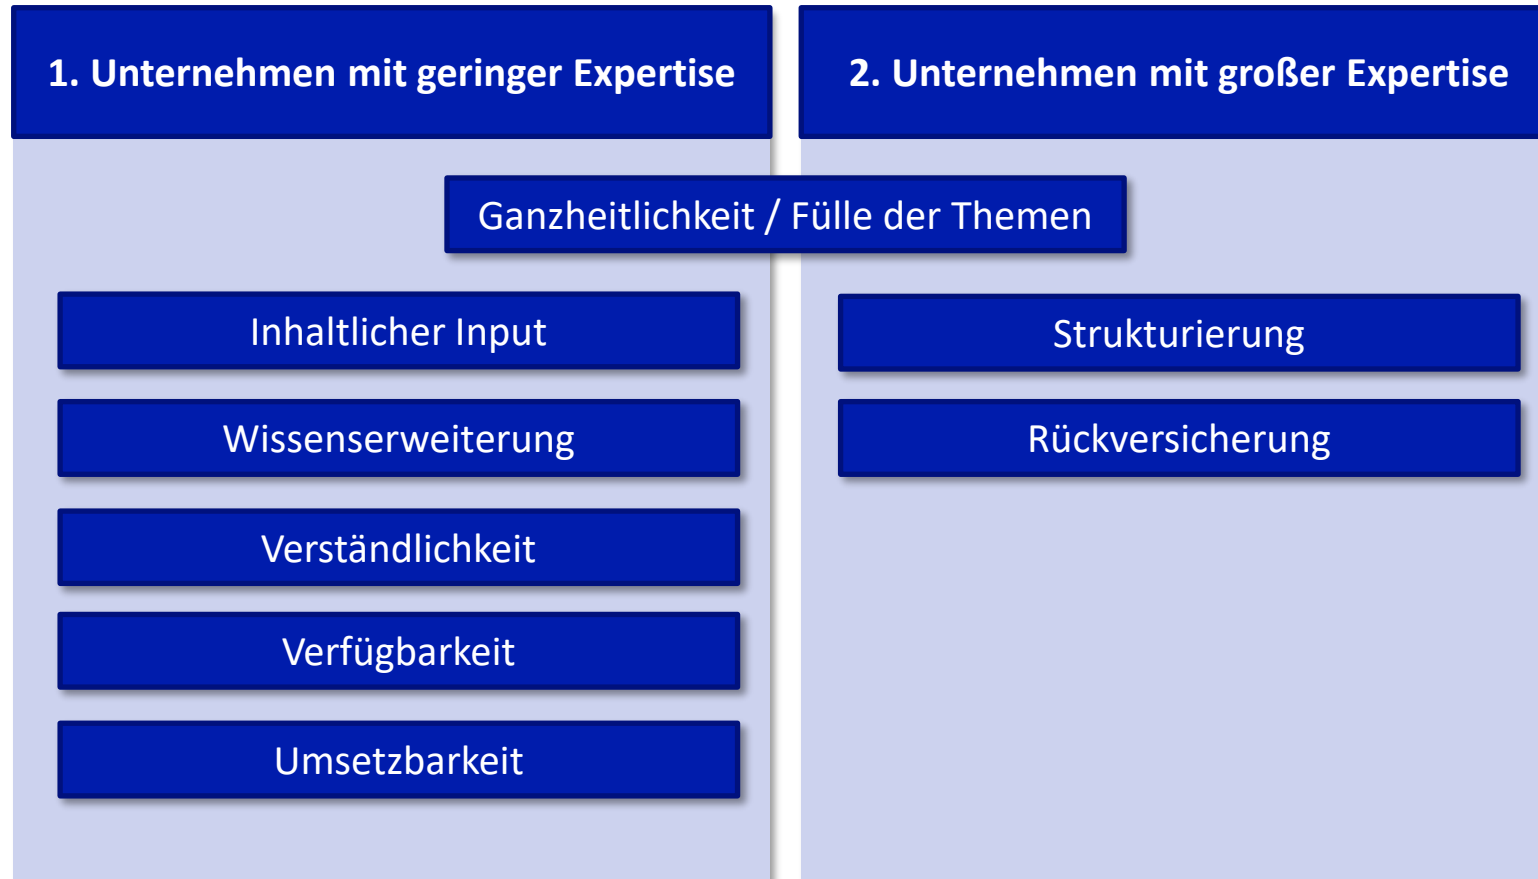 1. Unternehmen mit geringer Expertise
2. Unternehmen mit großer Expertise
Ganzheitlichkeit / Fülle der Themen
Inhaltlicher Input
Wissenserweiterung
Verständlichkeit
Verfügbarkeit
Umsetzbarkeit
Strukturierung
Rückversicherung